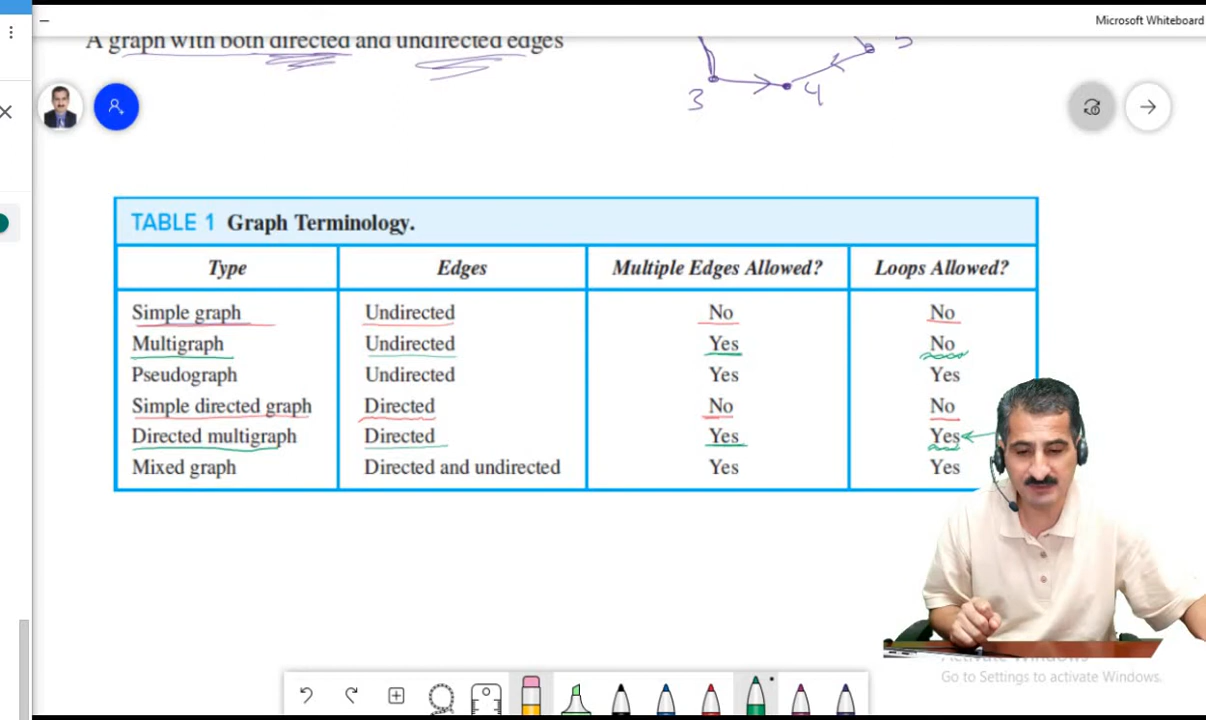 Microsoft Whiteboard
A graph with both directed and undirected edges
5
3
4
TABLE 1 Graph Terminology.
Type Edges Multiple Edges Allowed? Loops Allowed?
Simple graph Undirected No No
Multigraph Undirected Yes No
Pseudograph Undirected Yes Yes
Simple directed graph Directed No No
Directed multigraph Directed Yes Yes
Mixed graph Directed and undirected Yes Yes
Activate Windows
Go to Settings to activate Windows.